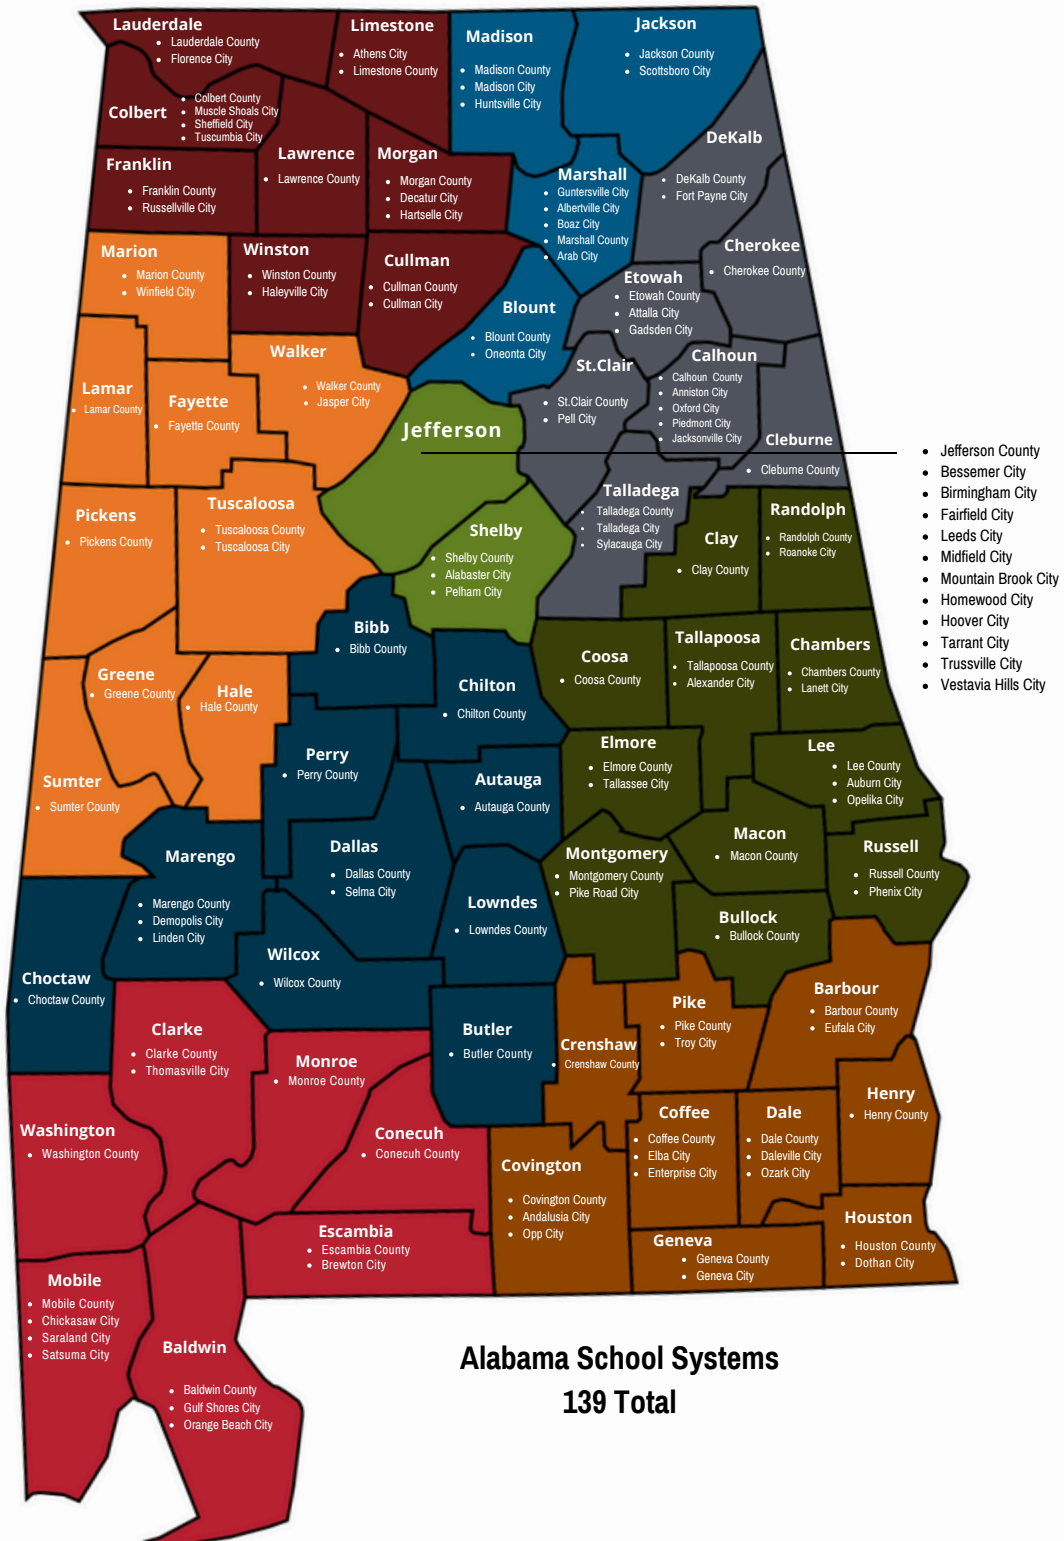 Lauderdale
Lauderdale County
Florence City
Limestone
Athens City
Limestone County
Madison
Madison County
Madison City
Huntsville City
Jackson
Jackson County
Scottsboro City
Colbert
Colbert County
Muscle Shoals City
Sheffield City
Tuscumbia City
Franklin
Franklin County
Russellville City
Lawrence
Lawrence County
Morgan
Morgan County
Decatur City
Hartselle City
Marshall
Guntersville City
Albertville City
Boaz City
Marshall County
Arab City
DeKalb
DeKalb County
Fort Payne City
Cherokee
Cherokee County
Marion
Marion County
Winfield City
Winston
Winston County
Haleyville City
Cullman
Cullman County
Cullman City
Blount
Blount County
Oneonta City
Etowah
Etowah County
Attalla City
Gadsden City
Lamar
Lamar County
Fayette
Fayette County
Walker
Walker County
Jasper City
Jefferson
St.Clair
St.Clair County
Pell City
Calhoun
Calhoun County
Anniston City
Oxford City
Piedmont City
Jacksonville City
Cleburne
Cleburne County
Jefferson County
Bessemer City
Birmingham City
Fairfield City
Leeds City
Midfield City
Mountain Brook City
Homewood City
Hoover City
Tarrant City
Trussville City
Vestavia Hills City
Pickens
Pickens County
Tuscaloosa
Tuscaloosa County
Tuscaloosa City
Shelby
Shelby County
Alabaster City
Pelham City
Talladega
Talladega County
Talladega City
Sylacauga City
Clay
Clay County
Randolph
Randolph County
Roanoke City
Greene
Greene County
Hale
Hale County
Bibb
Bibb County
Chilton
Chilton County
Coosa
Coosa County
Tallapoosa
Tallapoosa County
Alexander City
Chambers
Chambers County
Lanett City
Sumter
Sumter County
Perry
Perry County
Autauga
Autauga County
Elmore
Elmore County
Tallassee City
Lee
Lee County
Auburn City
Opelika City
Marengo
Marengo County
Demopolis City
Linden City
Dallas
Dallas County
Selma City
Lowndes
Lowndes County
Montgomery
Montgomery County
Pike Road City
Macon
Macon County
Russell
Russell County
Phenix City
Bullock
Bullock County
Choctaw
Choctaw County
Wilcox
Wilcox County
Clarke
Clarke County
Thomasville City
Monroe
Monroe County
Butler
Butler County
Crenshaw
Crenshaw County
Pike
Pike County
Troy City
Barbour
Barbour County
Eufala City
Washington
Washington County
Conecuh
Conecuh County
Covington
Covington County
Andalusia City
Opp City
Coffee
Coffee County
Elba City
Enterprise City
Dale
Dale County
Daleville City
Ozark City
Henry
Henry County
Escambia
Escambia County
Brewton City
Geneva
Geneva County
Geneva City
Houston
Houston County
Dothan City
Mobile
Mobile County
Chickasaw City
Saraland City
Satsuma City
Baldwin
Baldwin County
Gulf Shores City
Orange Beach City
Alabama School Systems
139 Total